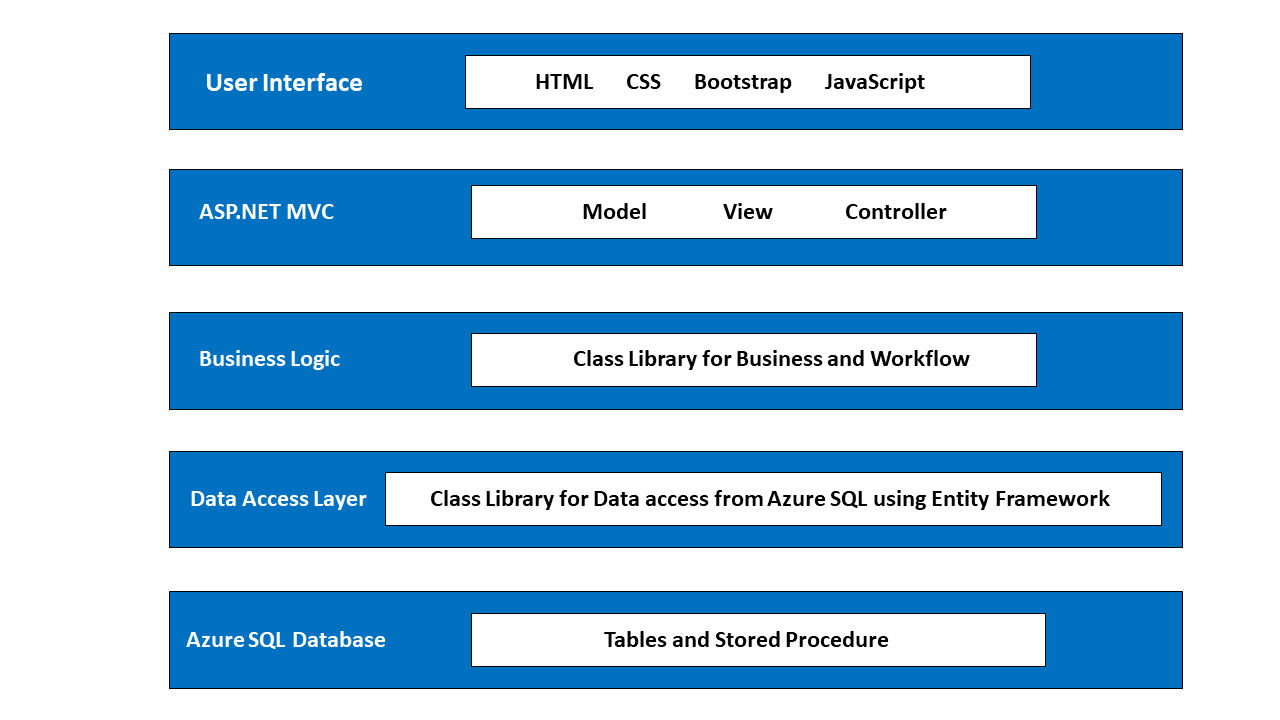 User Interface HTML CSS Bootstrap JavaScript
ASP.NET MVC Model View Controller
Business Logic Class Library for Business and Workflow
Data Access Layer Class Library for Data access from Azure SQL using Entity Framework
Azure SQL Database Tables and Stored Procedure